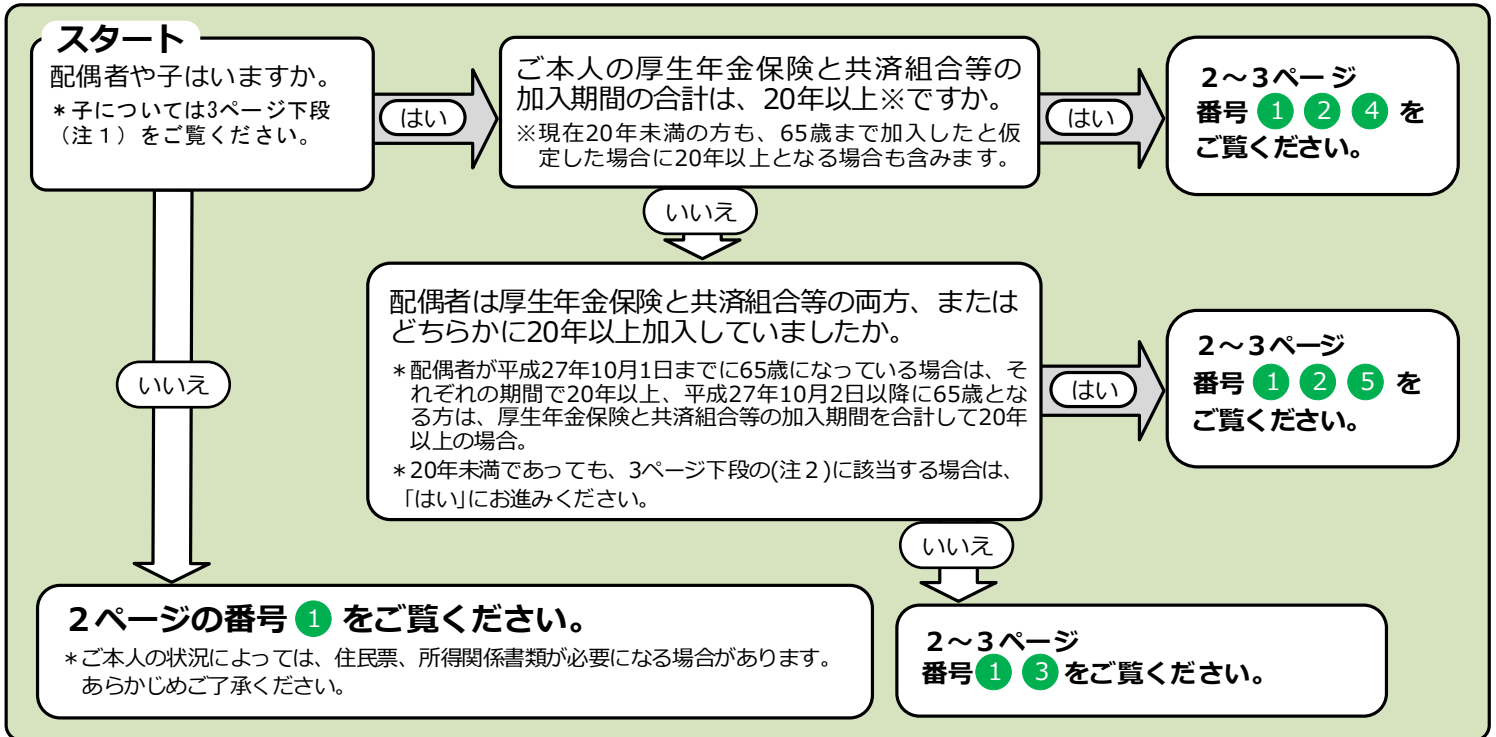 スタート
配偶者や子はいますか。
＊子については3ページ下段
（注１）をご覧ください。
はい
ご本人の厚生年金保険と共済組合等の
加入期間の合計は、20年以上※ですか。
※現在20年未満の方も、65歳まで加入したと仮
定した場合に20年以上となる場合も含みます。
はい
２～３ページ
番号 1 2 4 を
ご覧ください。
いいえ
配偶者は厚生年金保険と共済組合等の両方、または
どちらかに20年以上加入していましたか。
＊配偶者が平成27年10月1日までに65歳になっている場合は、そ
れぞれの期間で20年以上、平成27年10月2日以降に65歳とな
る方は、厚生年金保険と共済組合等の加入期間を合計して20年
以上の場合。
＊20年未満であっても、3ページ下段の(注２)に該当する場合は、
「はい」にお進みください。
はい
２～３ページ
番号 1 2 5 を
ご覧ください。
いいえ
いいえ
２ページの番号 1 をご覧ください。
＊ご本人の状況によっては、住民票、所得関係書類が必要になる場合があります。
あらかじめご了承ください。
２～３ページ
番号 1 3 をご覧ください。